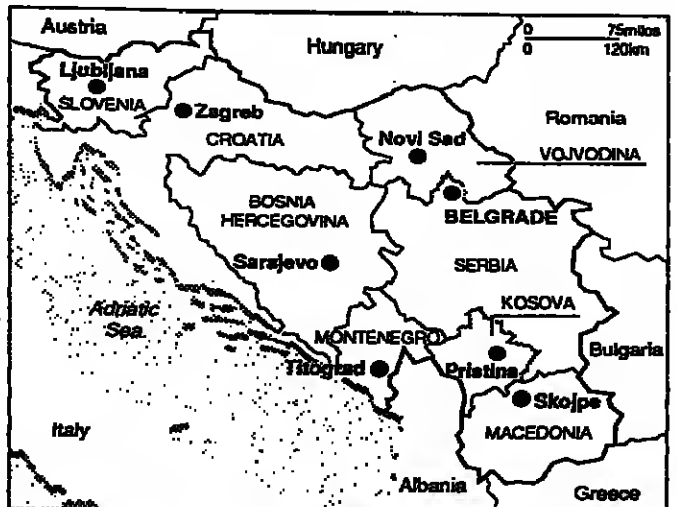 Austria
Hungary
0 75miles
0 120km
Ljubljana
SLOVENIA
Zagreb
CROATIA
Romania
Novi Sad
VOJVODINA
BOSNIA
HERCEGOVINA
BELGRADE
Sarajevo
SERBIA
KOSOVA
Adriatic
Sea
MONTENEGRO
Bulgaria
Titograd
Pristina
Skojpe
Italy
MACEDONIA
Albania
Greece